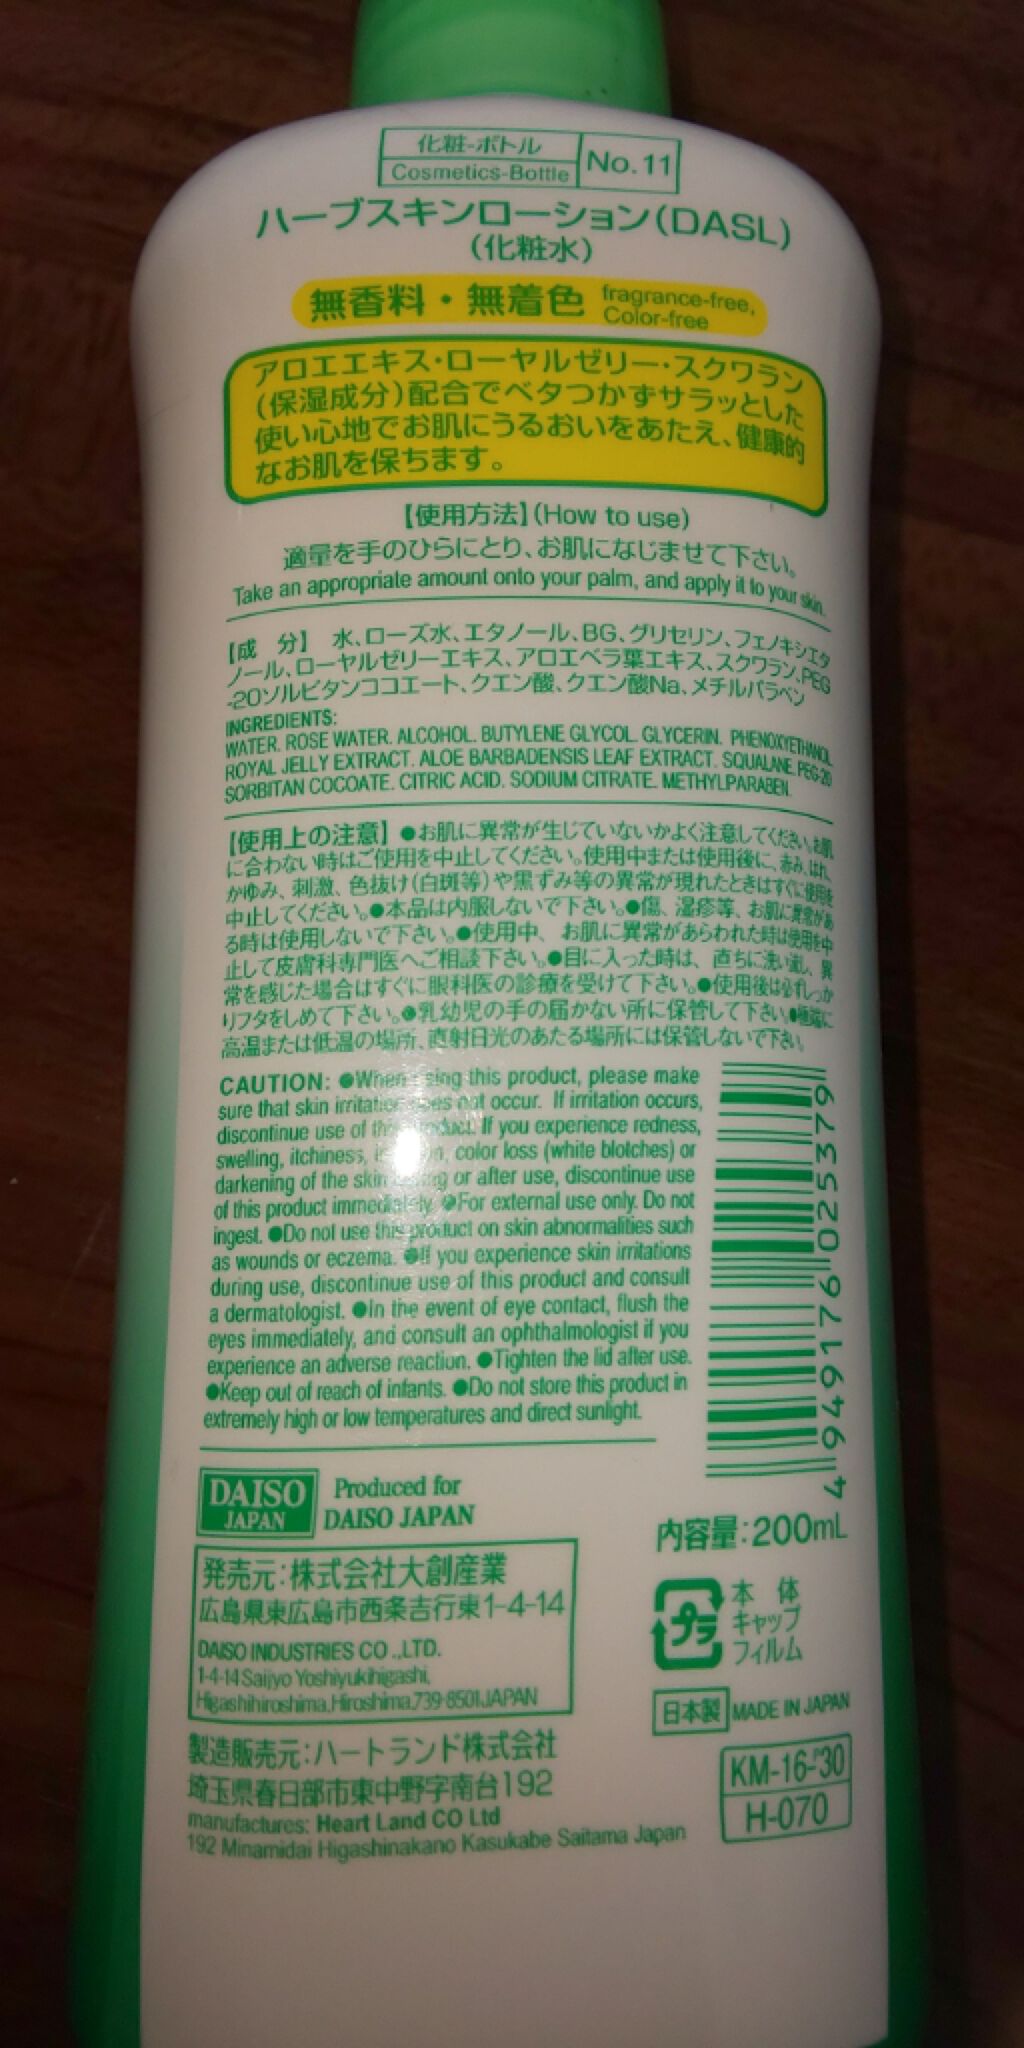 化粧-ボトル
Cosmetics-Bottle
No.11
ハーブスキンローション(DASL)
(化粧水)
無香料・無着色
fragrance-free,
Color-free
アロエエキス・ローヤルゼリー・スクワラン
(保湿成分)配合でベタつかずサラッとした
使い心地でお肌にうるおいをあたえ、健康的
なお肌を保ちます。
【使用方法】(How to use)
適量を手のひらにとり、お肌になじませて下さい。
Take an appropriate amount onto your palm, and apply it to your skin.
【成 分】 水、ローズ水、エタノール、BG、グリセリン、フェノキシエタ
ノール、ローヤルゼリーエキス、アロエベラ葉エキス、スクワラン、PEG
-20ソルビタンココエート、クエン酸、クエン酸Na、メチルパラベン
INGREDIENTS:
WATER. ROSE WATER. ALCOHOL. BUTYLENE GLYCOL. GLYCERIN. PHENOXYETHANOL
ROYAL JELLY EXTRACT. ALOE BARBADENSIS LEAF EXTRACT. SQUALANE. PEG-20
SORBITAN COCOATE. CITRIC ACID. SODIUM CITRATE. METHYLPARABEN.
【使用上の注意】●お肌に異常が生じていないかよく注意してください。お肌
に合わない時はご使用を中止してください。使用中または使用後に、赤み、はれ、
かゆみ、刺激、色抜け(白斑等)や黒ずみ等の異常が現れたときはすぐに使用を
中止してください。●本品は内服しないで下さい。●傷、湿疹等、お肌に異常があ
る時は使用しないで下さい。●使用中、お肌に異常があらわれた時は使用を中
止して皮膚科専門医へご相談下さい。●目に入った時は、直ちに洗い流し、異
常を感じた場合はすぐに眼科医の診療を受けて下さい。●使用後は必ずしっか
りフタをしめて下さい。●乳幼児の手の届かない所に保管して下さい。●極端に
高温または低温の場所、直射日光のあたる場所には保管しないで下さい。
CAUTION: ●When using this product, please make
sure that skin irritation does not occur. If irritation occurs,
discontinue use of this product. If you experience redness,
swelling, itchiness, color loss (white blotches) or
darkening of the skin during or after use, discontinue use
of this product immediately. ●For external use only. Do not
ingest. ●Do not use this product on skin abnormalities such
as wounds or eczema. ●If you experience skin irritations
during use, discontinue use of this product and consult
a dermatologist. ●In the event of eye contact, flush the
eyes immediately, and consult an ophthalmologist if you
experience an adverse reaction. ●Tighten the lid after use.
●Keep out of reach of infants. ●Do not store this product in
extremely high or low temperatures and direct sunlight.
4949176025379
DAISO
JAPAN
Produced for
DAISO JAPAN
内容量:200mL
発売元:株式会社大創産業
広島県東広島市西条吉行東1-4-14
DAISO INDUSTRIES CO.,LTD.
1-4-14 Saijyo Yoshiyukihigashi,
Higashihiroshima,Hiroshima,739-8501,JAPAN
プラ
本 体
キャップ
フィルム
日本製
MADE IN JAPAN
製造販売元:ハートランド株式会社
埼玉県春日部市東中野字南台192
manufactures: Heart Land CO Ltd
192 Minamidai Higashinakano Kasukabe Saitama Japan
KM-16-'30
H-070